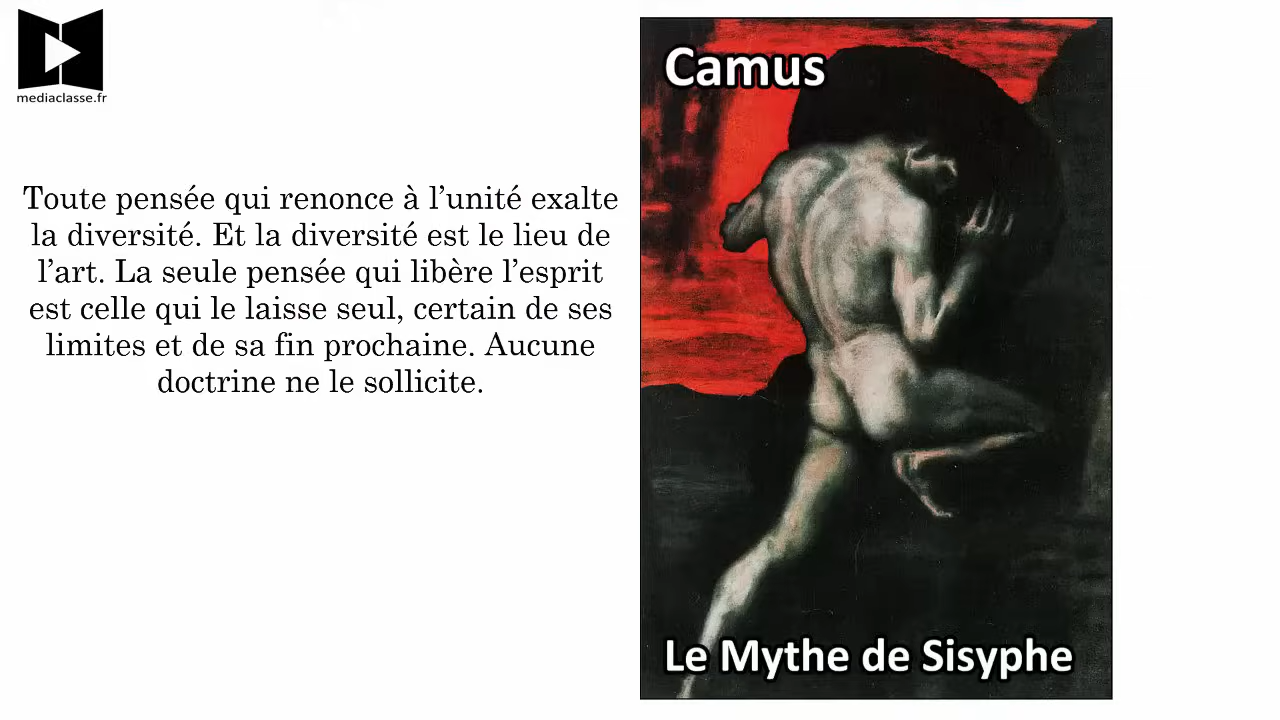 mediaclasse.fr
Toute pensée qui renonce à l’unité exalte
la diversité. Et la diversité est le lieu de
l’art. La seule pensée qui libère l’esprit
est celle qui le laisse seul, certain de ses
limites et de sa fin prochaine. Aucune
doctrine ne le sollicite.
Camus
Le Mythe de Sisyphe